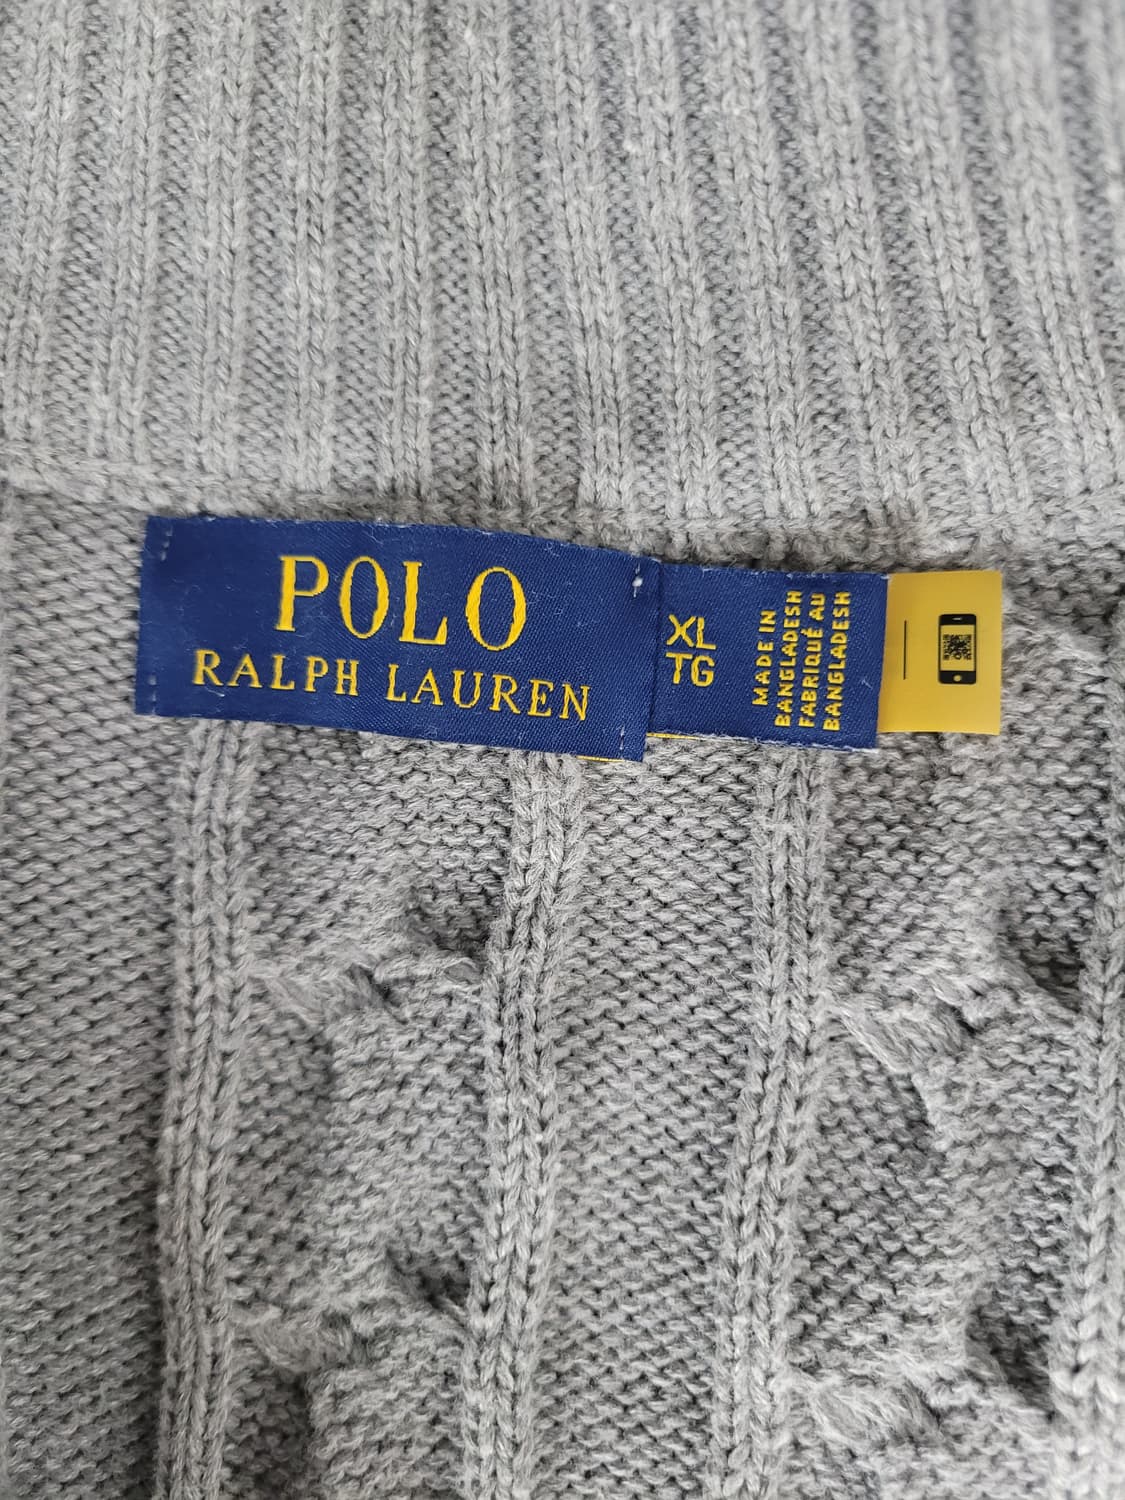 POLO
RALPH LAUREN
XL
TG
MADE IN
BANGLADESH
FABRIQUÉ AU
BANGLADESH